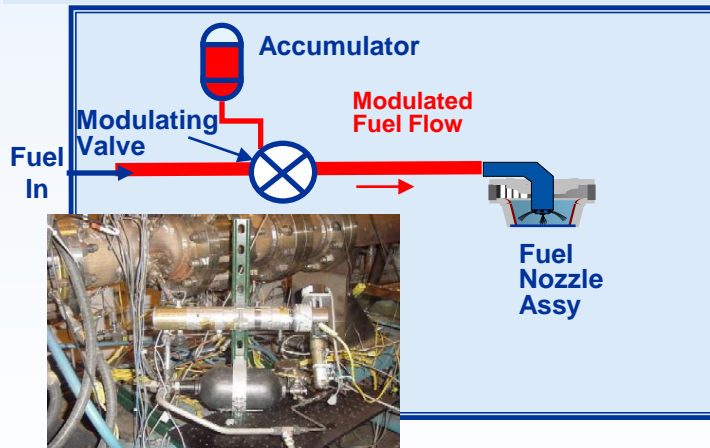 Accumulator
Modulated
Fuel Flow
Modulating
Valve
Fuel
In
Fuel
Nozzle
Assy